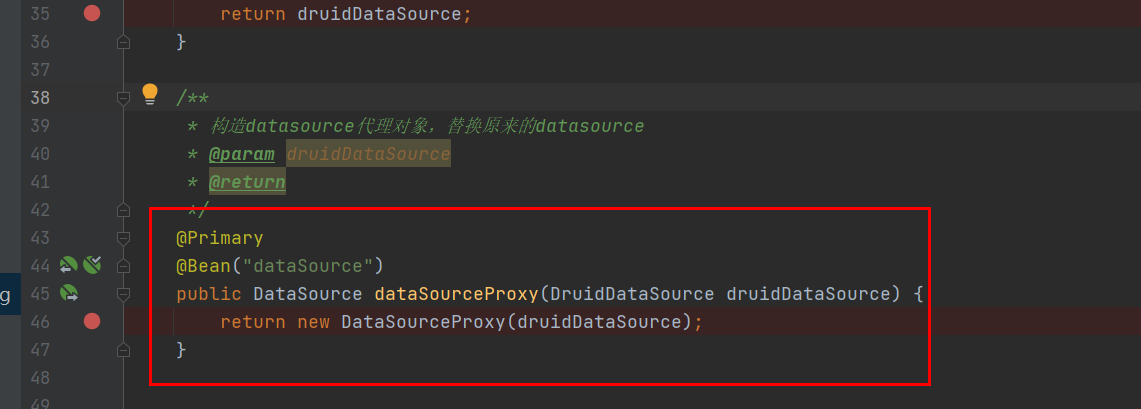 35 return druidDataSource;
36 }
37
38 /**
39 * 构造datasource代理对象，替换原来的datasource
40 * @param druidDataSource
41 * @return
42 */
43 @Primary
44 @Bean("dataSource")
g 45 public DataSource dataSourceProxy(DruidDataSource druidDataSource) {
46 return new DataSourceProxy(druidDataSource);
47 }
48
49